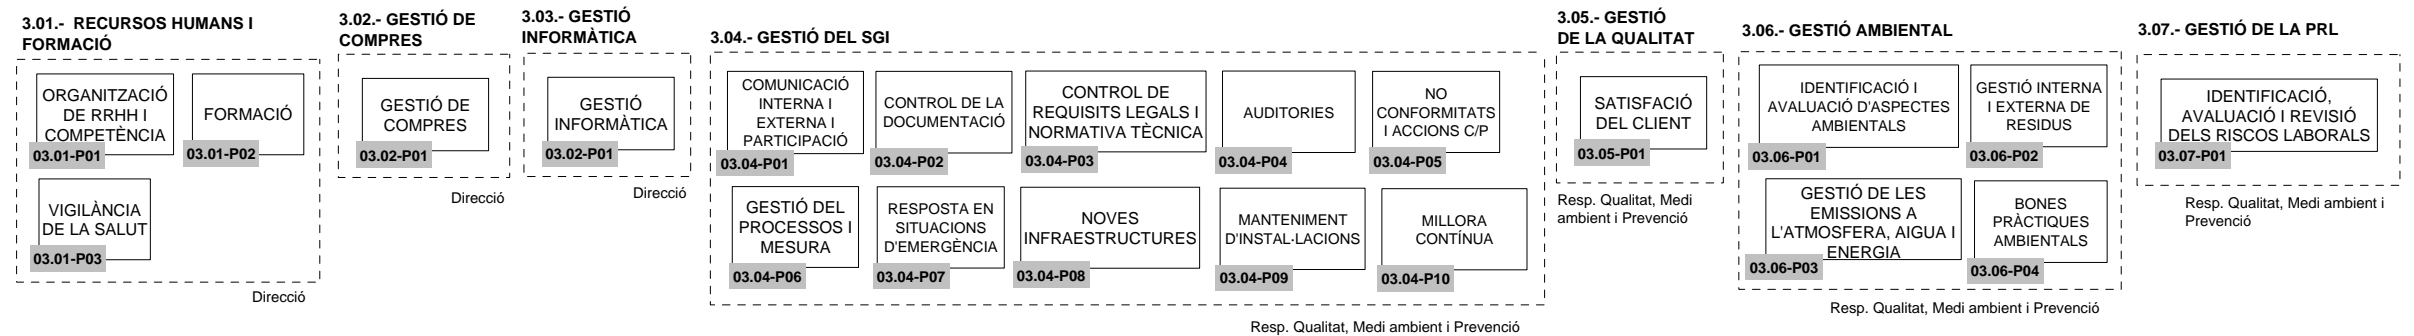 3.01.- RECURSOS HUMANS I
FORMACIÓ
ORGANITZACIÓ
DE RRHH I
COMPETÈNCIA
03.01-P01
FORMACIÓ
03.01-P02
VIGILÀNCIA
DE LA SALUT
03.01-P03
Direcció
3.02.- GESTIÓ DE
COMPRES
GESTIÓ DE
COMPRES
03.02-P01
Direcció
3.03.- GESTIÓ
INFORMÀTICA
GESTIÓ
INFORMÀTICA
03.02-P01
Direcció
3.04.- GESTIÓ DEL SGI
COMUNICACIÓ
INTERNA I
EXTERNA I
PARTICIPACIÓ
03.04-P01
CONTROL DE LA
DOCUMENTACIÓ
03.04-P02
CONTROL DE
REQUISITS LEGALS I
NORMATIVA TÈCNICA
03.04-P03
AUDITORIES
03.04-P04
NO
CONFORMITATS
I ACCIONS C/P
03.04-P05
GESTIÓ DEL
PROCESSOS I
MESURA
03.04-P06
RESPOSTA EN
SITUACIONS
D'EMERGÈNCIA
03.04-P07
NOVES
INFRAESTRUCTURES
03.04-P08
MANTENIMENT
D'INSTAL·LACIONS
03.04-P09
MILLORA
CONTÍNUA
03.04-P10
Resp. Qualitat, Medi ambient i Prevenció
3.05.- GESTIÓ
DE LA QUALITAT
SATISFACIÓ
DEL CLIENT
03.05-P01
Resp. Qualitat, Medi
ambient i Prevenció
3.06.- GESTIÓ AMBIENTAL
IDENTIFICACIÓ I
AVALUACIÓ D'ASPECTES
AMBIENTALS
03.06-P01
GESTIÓ INTERNA
I EXTERNA DE
RESIDUS
03.06-P02
GESTIÓ DE LES
EMISSIONS A
L'ATMOSFERA, AIGUA I
ENERGIA
03.06-P03
BONES
PRÀCTIQUES
AMBIENTALS
03.06-P04
Resp. Qualitat, Medi ambient i Prevenció
3.07.- GESTIÓ DE LA PRL
IDENTIFICACIÓ,
AVALUACIÓ I REVISIÓ
DELS RISCOS LABORALS
03.07-P01
Resp. Qualitat, Medi ambient i
Prevenció